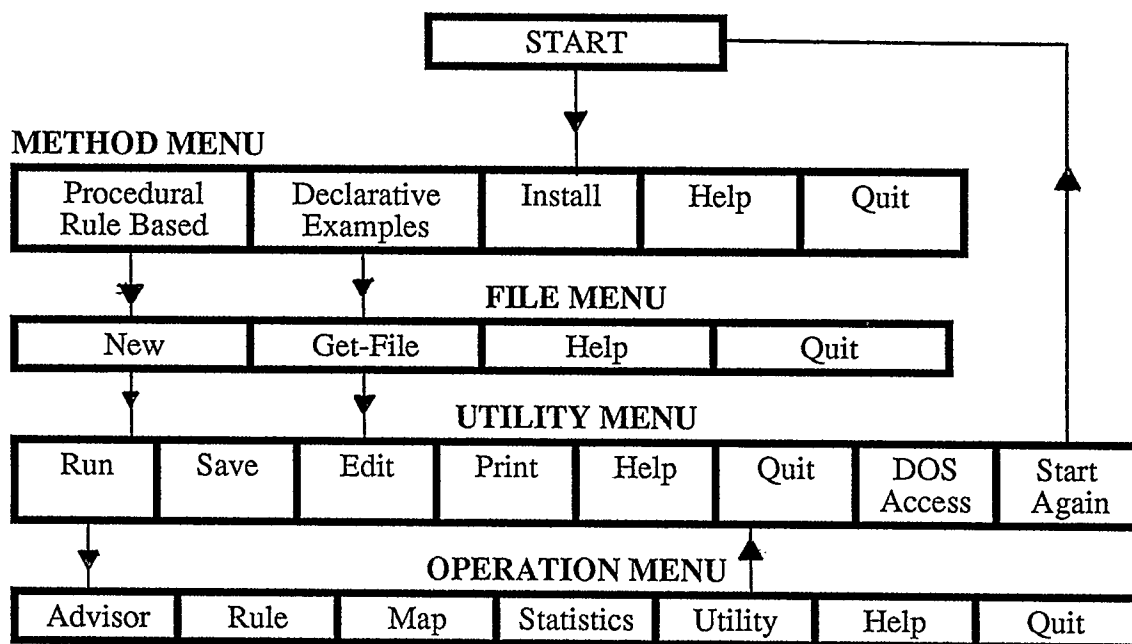 START
METHOD MENU
Procedural Rule Based
Declarative Examples
Install
Help
Quit
FILE MENU
New
Get-File
Help
Quit
UTILITY MENU
Run
Save
Edit
Print
Help
Quit
DOS Access
Start Again
OPERATION MENU
Advisor
Rule
Map
Statistics
Utility
Help
Quit